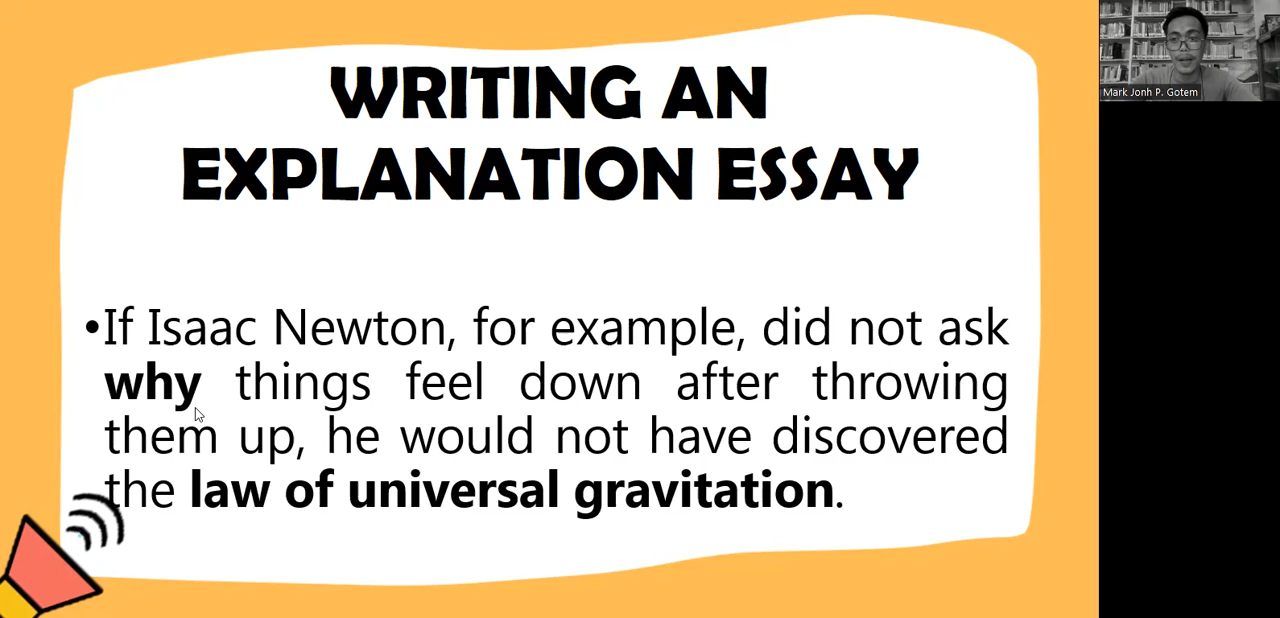 WRITING AN
EXPLANATION ESSAY
•If Isaac Newton, for example, did not ask
why things feel down after throwing
them up, he would not have discovered
the law of universal gravitation.
Mark Jonh P. Gotem